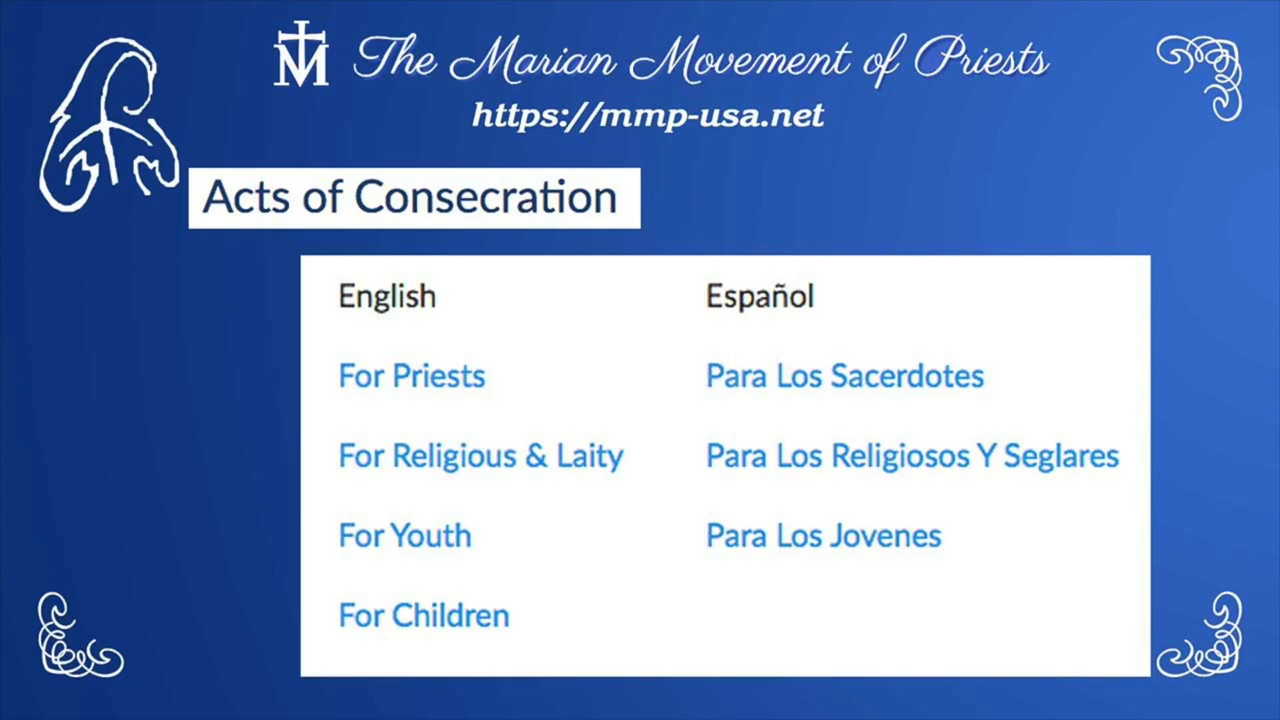 The Marian Movement of Priests
https://mmp-usa.net
Acts of Consecration
English
Español
For Priests
Para Los Sacerdotes
For Religious & Laity
Para Los Religiosos Y Seglares
For Youth
Para Los Jovenes
For Children